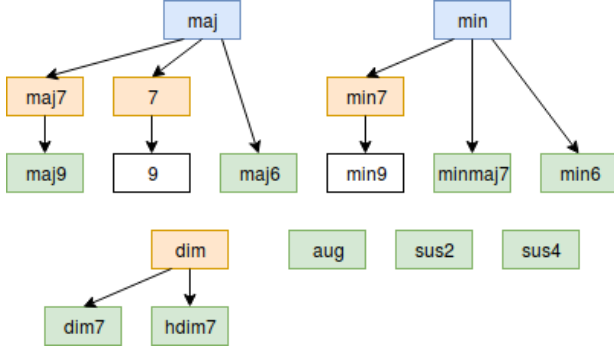 maj min
maj7 7 min7
maj9 9 maj6 min9 minmaj7 min6
dim aug sus2 sus4
dim7 hdim7